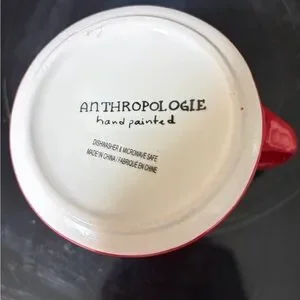 ANTHROPOLOGIE
hand painted
DISHWASHER & MICROWAVE SAFE
MADE IN CHINA / FABRIQUÉ EN CHINE